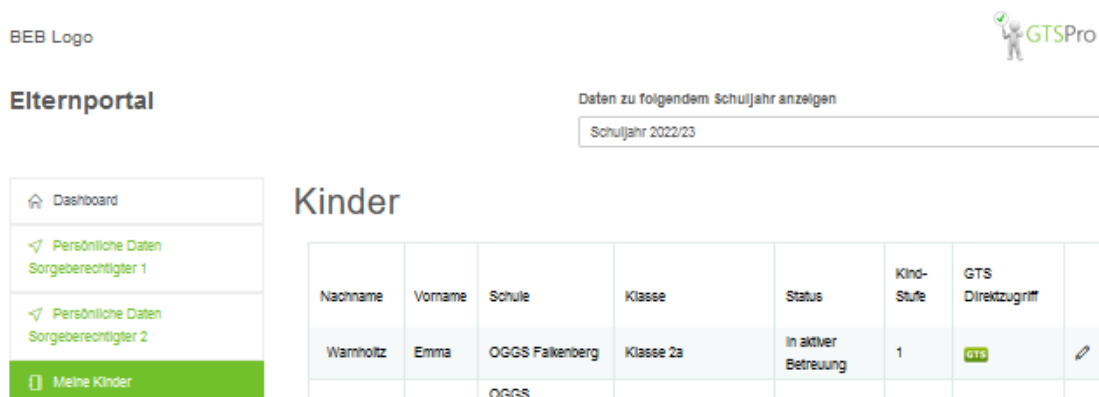 BEB Logo
GTSPro
Elternportal
Daten zu folgendem Schuljahr anzeigen
Schuljahr 2022/23
Dashboard
Persönliche Daten
Sorgeberechtigter 1
Persönliche Daten
Sorgeberechtigter 2
Meine Kinder
Kinder
Nachname Vorname Schule Klasse Status Kind-
Stufe GTS
Direktzugriff
Warnholtz Emma OGGS Falkenberg Klasse 2a In aktiver
Betreuung 1 GTS
OGGS